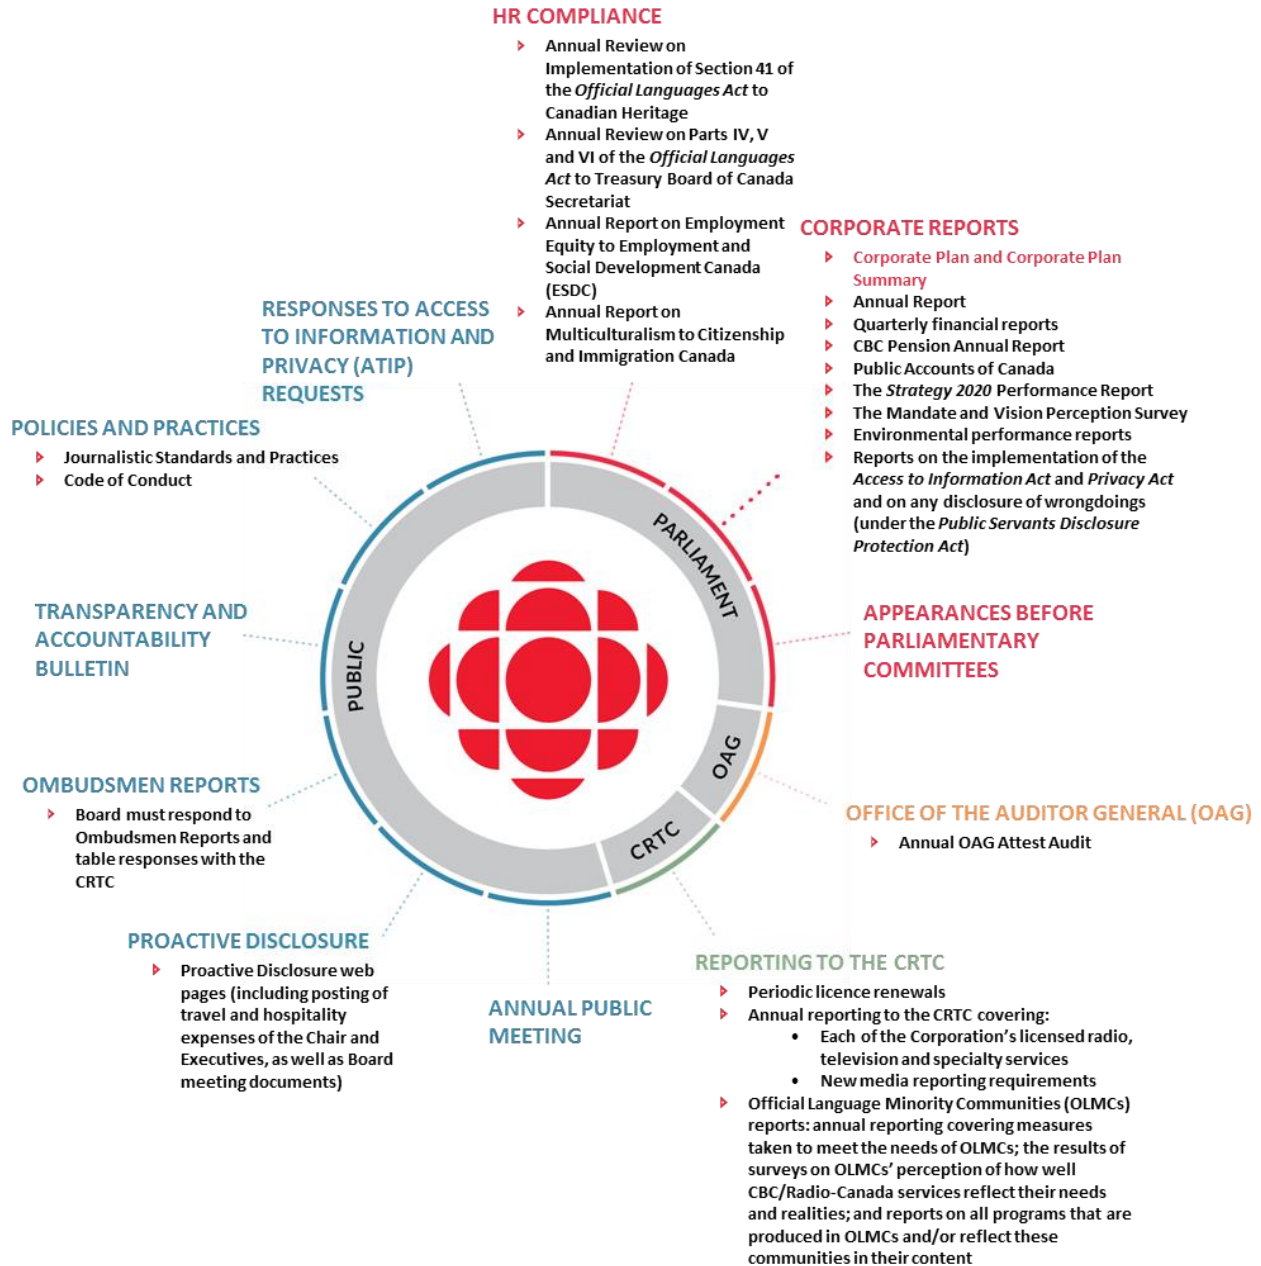 HR COMPLIANCE
Annual Review on
Implementation of Section 41 of
the Official Languages Act to
Canadian Heritage
Annual Review on Parts IV, V
and VI of the Official Languages
Act to Treasury Board of Canada
Secretariat
Annual Report on Employment
Equity to Employment and
Social Development Canada
(ESDC)
Annual Report on
Multiculturalism to Citizenship
and Immigration Canada
CORPORATE REPORTS
Corporate Plan and Corporate Plan
Summary
Annual Report
Quarterly financial reports
CBC Pension Annual Report
Public Accounts of Canada
The Strategy 2020 Performance Report
The Mandate and Vision Perception Survey
Environmental performance reports
Reports on the implementation of the
Access to Information Act and Privacy Act
and on any disclosure of wrongdoings
(under the Public Servants Disclosure
Protection Act)
RESPONSES TO ACCESS
TO INFORMATION AND
PRIVACY (ATIP)
REQUESTS
POLICIES AND PRACTICES
Journalistic Standards and Practices
Code of Conduct
PARLIAMENT
TRANSPARENCY AND
ACCOUNTABILITY
BULLETIN
PUBLIC
APPEARANCES BEFORE
PARLIAMENTARY
COMMITTEES
OAG
CRTC
OMBUDSMEN REPORTS
Board must respond to
Ombudsmen Reports and
table responses with the
CRTC
OFFICE OF THE AUDITOR GENERAL (OAG)
Annual OAG Attest Audit
PROACTIVE DISCLOSURE
Proactive Disclosure web
pages (including posting of
travel and hospitality
expenses of the Chair and
Executives, as well as Board
meeting documents)
ANNUAL PUBLIC
MEETING
REPORTING TO THE CRTC
Periodic licence renewals
Annual reporting to the CRTC covering:
• Each of the Corporation's licensed radio,
television and specialty services
• New media reporting requirements
Official Language Minority Communities (OLMCs)
reports: annual reporting covering measures
taken to meet the needs of OLMCs; the results of
surveys on OLMCs' perception of how well
CBC/Radio-Canada services reflect their needs
and realities; and reports on all programs that are
produced in OLMCs and/or reflect these
communities in their content